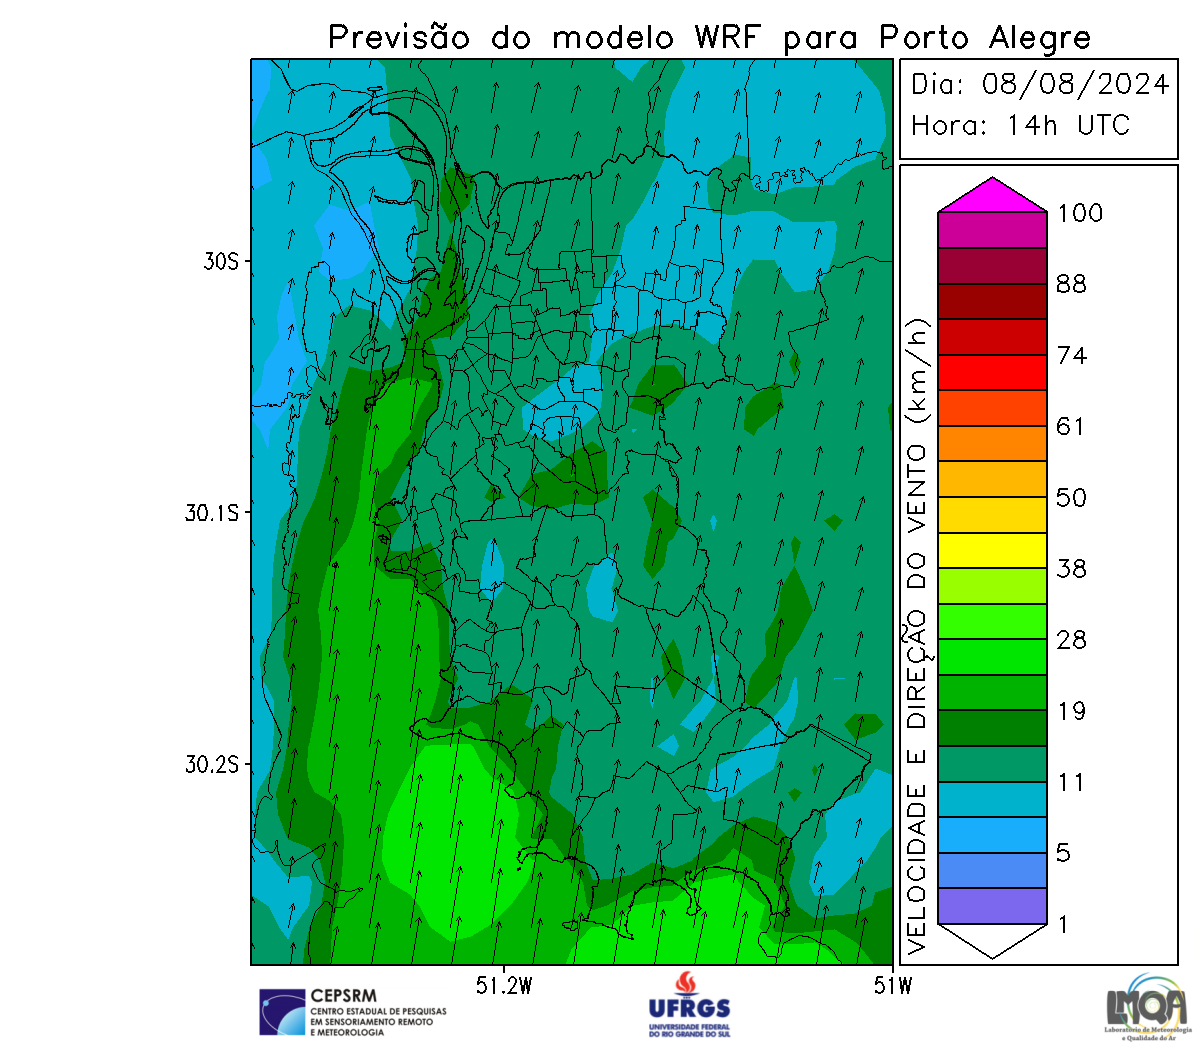 Previsão do modelo WRF para Porto Alegre
Dia: 08/08/2024
Hora: 14h UTC
30S
30.1S
30.2S
51.2W
51W
VELOCIDADE E DIREÇÃO DO VENTO (km/h)
100
88
74
61
50
38
28
19
11
5
1
CEPSRM
CENTRO ESTADUAL DE PESQUISAS
EM SENSORIAMENTO REMOTO
E METEOROLOGIA
UFRGS
UNIVERSIDADE FEDERAL
DO RIO GRANDE DO SUL
LMQA
Laboratório de Meteorologia
e Qualidade do Ar